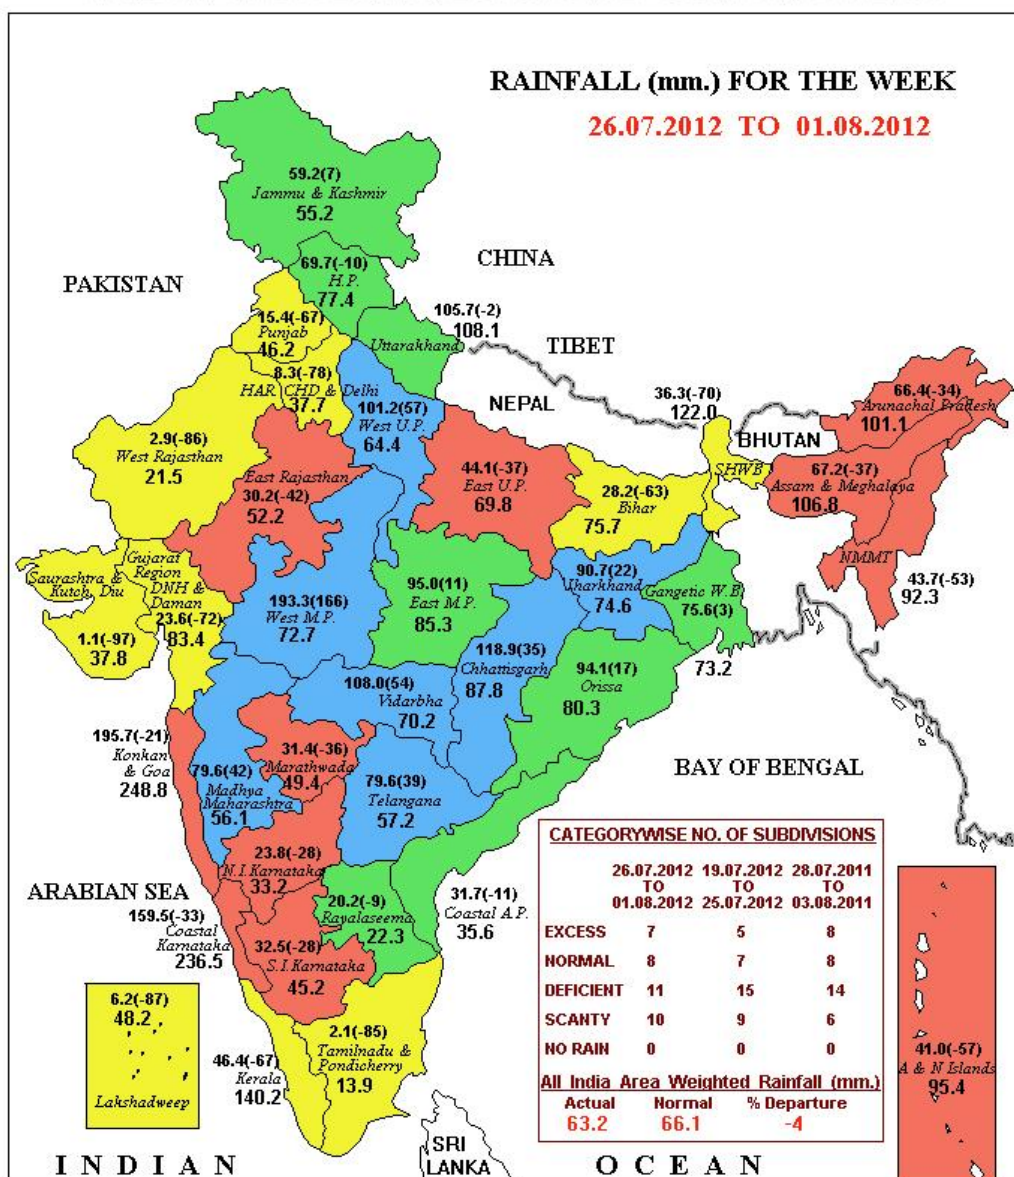 RAINFALL (mm.) FOR THE WEEK
26.07.2012 TO 01.08.2012
59.2(7)
Jammu & Kashmir
55.2
CHINA
69.7(-10)
H.P.
77.4
PAKISTAN
15.4(-67)
Punjab
46.2
105.7(-2)
108.1
Uttarakhand
TIBET
8.3(-78)
HAR. CHD & Delhi
37.7
NEPAL
36.3(-70)
122.0
66.4(-34)
Arunachal Pradesh
101.1
101.2(57)
West U.P.
64.4
BHUTAN
2.9(-86)
West Rajasthan
21.5
44.1(-37)
East U.P.
69.8
SHWB
67.2(-37)
Assam & Meghalaya
106.8
East Rajasthan
30.2(-42)
52.2
28.2(-63)
Bihar
75.7
NMMT
43.7(-53)
92.3
Gujarat
Region
DNH &
Daman
23.6(-72)
83.4
Saurashtra &
Kutch, Diu
1.1(-97)
37.8
193.3(166)
West M.P.
72.7
95.0(11)
East M.P.
85.3
90.7(22)
Jharkhand
74.6
Gangetic W.B.
75.6(3)
73.2
118.9(35)
Chhattisgarh
87.8
94.1(17)
Orissa
80.3
108.0(54)
Vidarbha
70.2
195.7(-21)
Konkan
& Goa
248.8
79.6(42)
Madhya
Maharashtra
56.1
31.4(-36)
Marathwada
49.4
79.6(39)
Telangana
57.2
BAY OF BENGAL
23.8(-28)
N.I.Karnataka
33.2
ARABIAN SEA
159.5(-33)
Coastal
Karnataka
236.5
20.2(-9)
Rayalaseema
22.3
31.7(-11)
Coastal A.P.
35.6
32.5(-28)
S.I.Karnataka
45.2
6.2(-87)
48.2
Lakshadweep
46.4(-67)
Kerala
140.2
2.1(-85)
Tamilnadu &
Pondicherry
13.9
CATEGORYWISE NO. OF SUBDIVISIONS
26.07.2012 19.07.2012 28.07.2011
TO TO TO
01.08.2012 25.07.2012 03.08.2011
EXCESS 7 5 8
NORMAL 8 7 8
DEFICIENT 11 15 14
SCANTY 10 9 6
NO RAIN 0 0 0
All India Area Weighted Rainfall (mm.)
Actual Normal % Departure
63.2 66.1 -4
41.0(-57)
A & N Islands
95.4
SRI
LANKA
INDIAN OCEAN